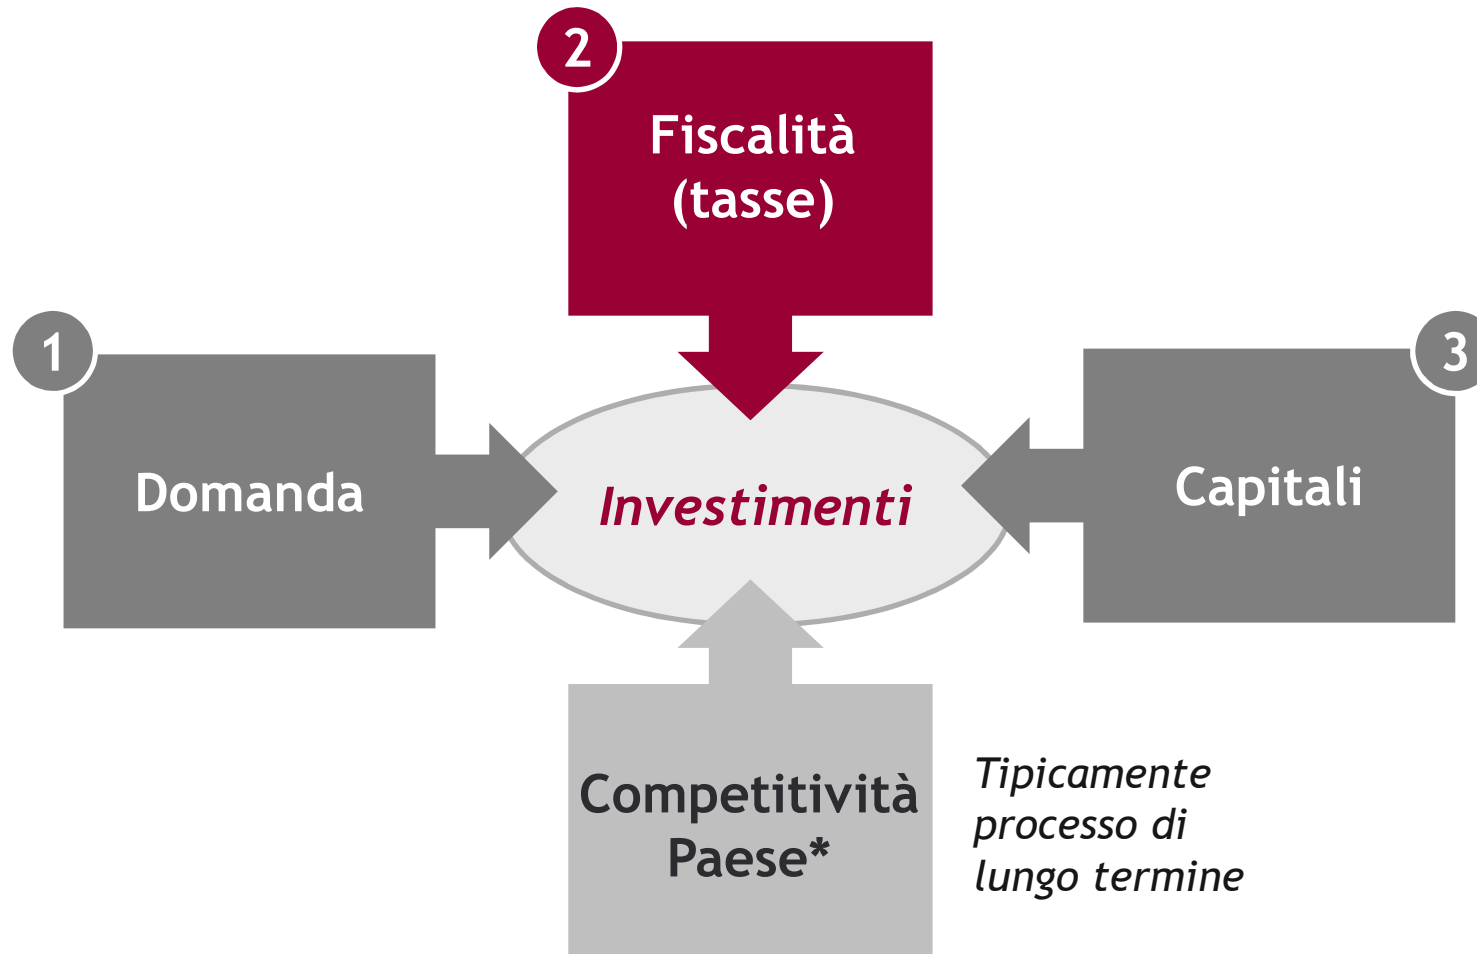 2
Fiscalità
(tasse)
1
Domanda
Investimenti
3
Capitali
Competitività
Paese*
Tipicamente
processo di
lungo termine